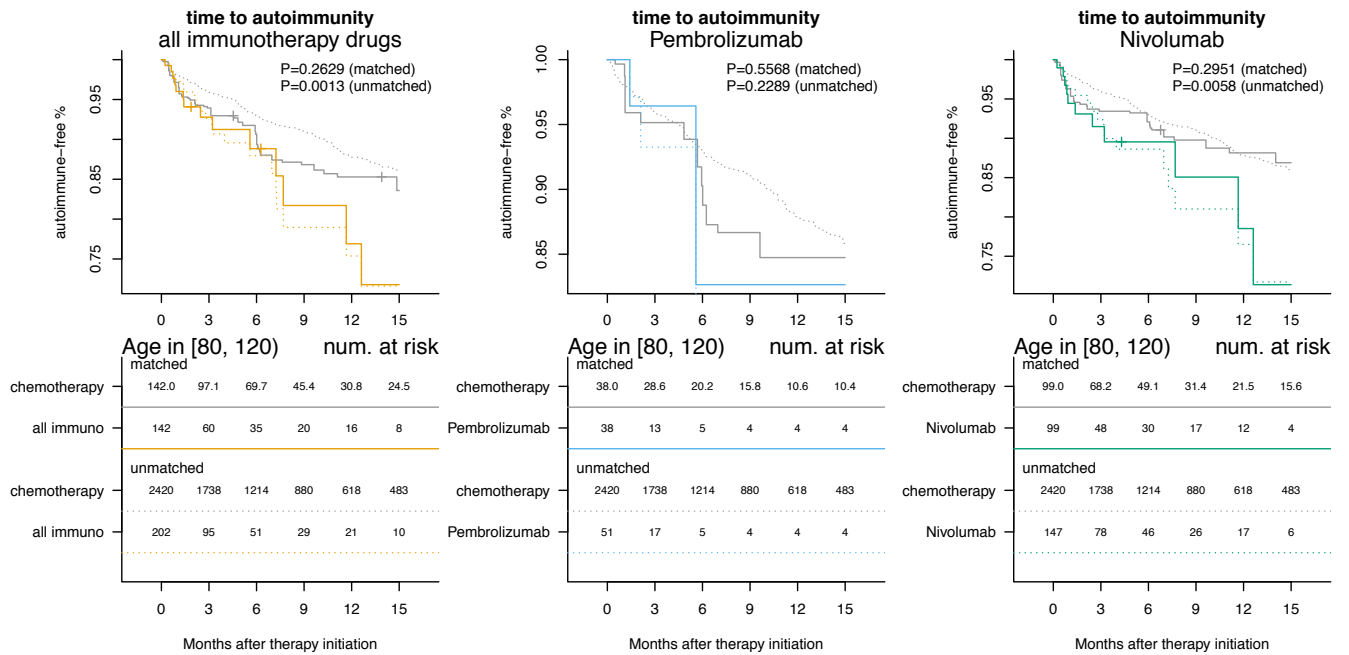 time to autoimmunity
all immunotherapy drugs
P=0.2629 (matched)
P=0.0013 (unmatched)
autoimmune−free %
0.95
0.85
0.75
0 3 6 9 12 15
Age in [80, 120) num. at risk
matched
chemotherapy 142.0 97.1 69.7 45.4 30.8 24.5
all immuno 142 60 35 20 16 8
unmatched
chemotherapy 2420 1738 1214 880 618 483
all immuno 202 95 51 29 21 10
0 3 6 9 12 15
Months after therapy initiation
time to autoimmunity
Pembrolizumab
P=0.5568 (matched)
P=0.2289 (unmatched)
autoimmune−free %
1.00
0.95
0.90
0.85
0 3 6 9 12 15
Age in [80, 120) num. at risk
matched
chemotherapy 38.0 28.6 20.2 15.8 10.6 10.4
Pembrolizumab 38 13 5 4 4 4
unmatched
chemotherapy 2420 1738 1214 880 618 483
Pembrolizumab 51 17 5 4 4 4
0 3 6 9 12 15
Months after therapy initiation
time to autoimmunity
Nivolumab
P=0.2951 (matched)
P=0.0058 (unmatched)
autoimmune−free %
0.95
0.85
0.75
0 3 6 9 12 15
Age in [80, 120) num. at risk
matched
chemotherapy 99.0 68.2 49.1 31.4 21.5 15.6
Nivolumab 99 48 30 17 12 4
unmatched
chemotherapy 2420 1738 1214 880 618 483
Nivolumab 147 78 46 26 17 6
0 3 6 9 12 15
Months after therapy initiation